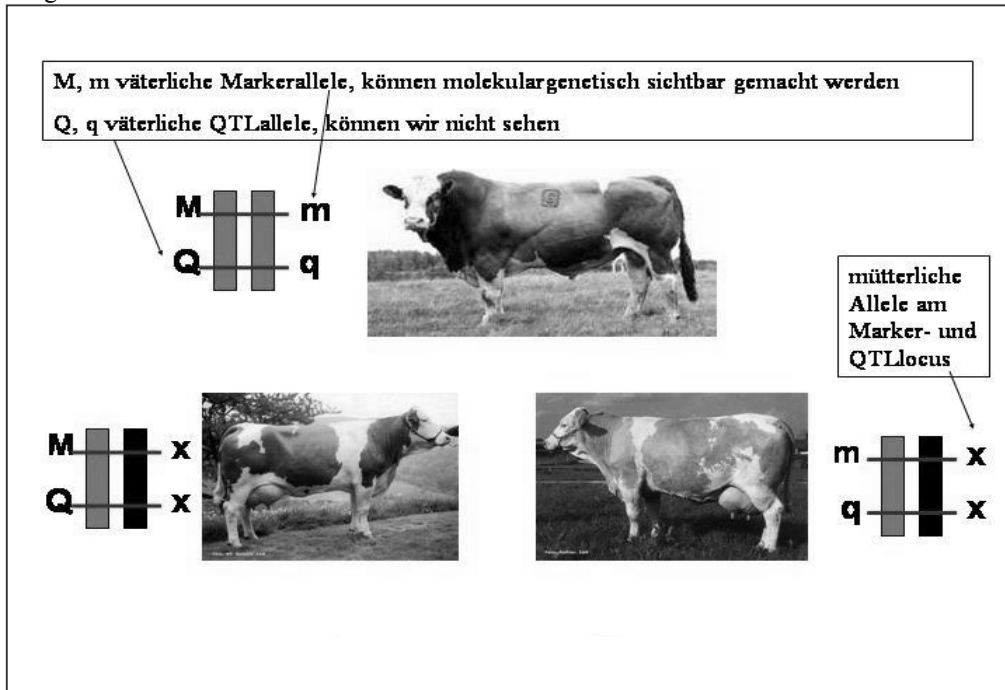 M, m väterliche Markerallele, können molekulargenetisch sichtbar gemacht werden
Q, q väterliche QTLallele, können wir nicht sehen
M m
Q q
mütterliche
Allele am
Marker- und
QTLlocus
M x
Q x
m x
q x